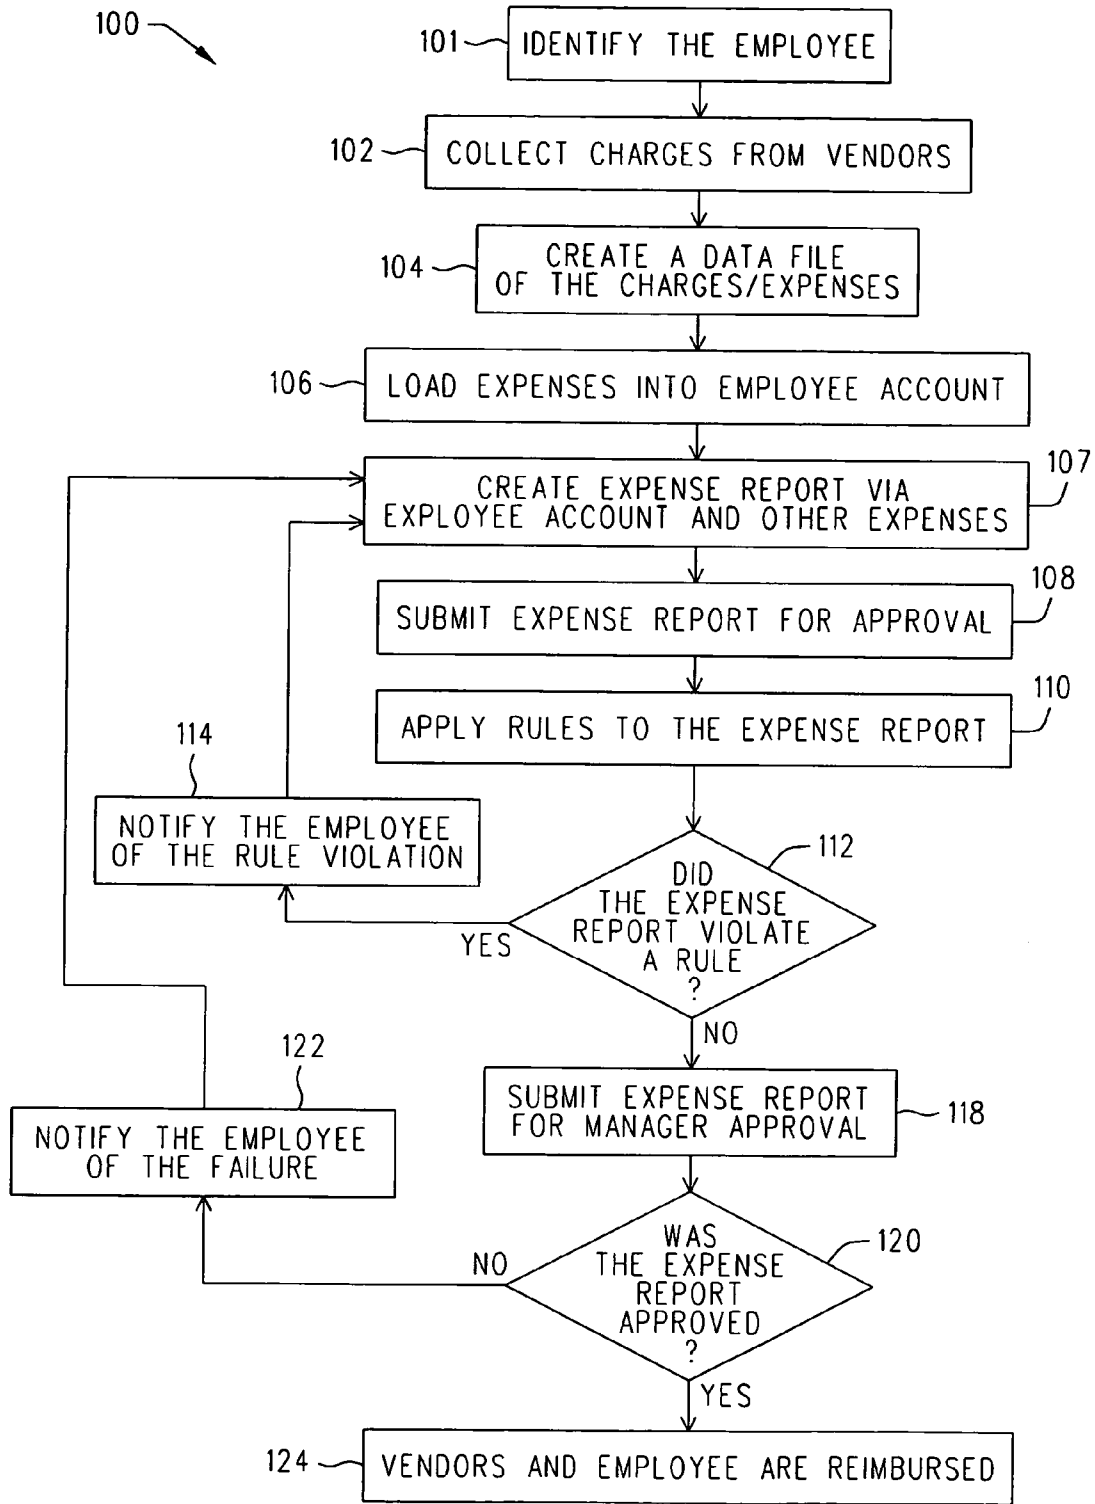 100
101
IDENTIFY THE EMPLOYEE
102
COLLECT CHARGES FROM VENDORS
104
CREATE A DATA FILE
OF THE CHARGES/EXPENSES
106
LOAD EXPENSES INTO EMPLOYEE ACCOUNT
107
CREATE EXPENSE REPORT VIA
EXPLOYEE ACCOUNT AND OTHER EXPENSES
108
SUBMIT EXPENSE REPORT FOR APPROVAL
110
APPLY RULES TO THE EXPENSE REPORT
114
NOTIFY THE EMPLOYEE
OF THE RULE VIOLATION
112
DID
THE EXPENSE
REPORT VIOLATE
A RULE
?
YES
NO
122
NOTIFY THE EMPLOYEE
OF THE FAILURE
SUBMIT EXPENSE REPORT
FOR MANAGER APPROVAL
118
120
WAS
THE EXPENSE
REPORT
APPROVED
?
NO
YES
124
VENDORS AND EMPLOYEE ARE REIMBURSED